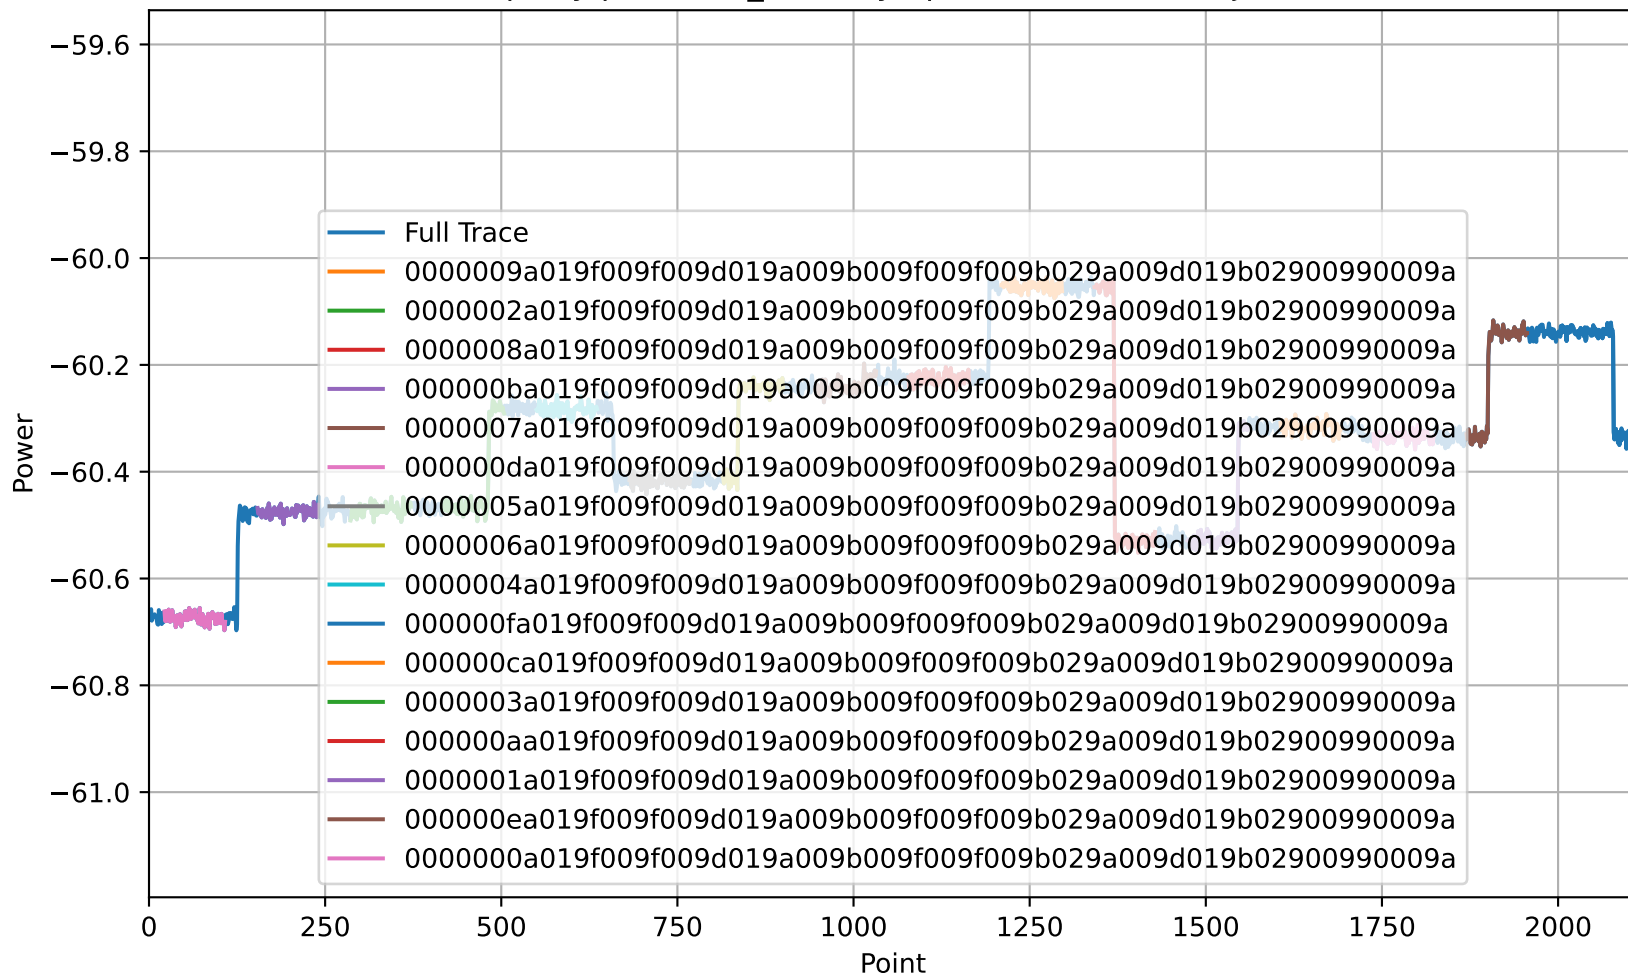 −59.6
−59.8
−60.0
−60.2
−60.4
−60.6
−60.8
−61.0
Power
Full Trace
0000009a019f009f009d019a009b009f009f009b029a009d019b02900990009a
0000002a019f009f009d019a009b009f009f009b029a009d019b02900990009a
0000008a019f009f009d019a009b009f009f009b029a009d019b02900990009a
000000ba019f009f009d019a009b009f009f009b029a009d019b02900990009a
0000007a019f009f009d019a009b009f009f009b029a009d019b02900990009a
000000da019f009f009d019a009b009f009f009b029a009d019b02900990009a
0000005a019f009f009d019a009b009f009f009b029a009d019b02900990009a
0000006a019f009f009d019a009b009f009f009b029a009d019b02900990009a
0000004a019f009f009d019a009b009f009f009b029a009d019b02900990009a
000000fa019f009f009d019a009b009f009f009b029a009d019b02900990009a
000000ca019f009f009d019a009b009f009f009b029a009d019b02900990009a
0000003a019f009f009d019a009b009f009f009b029a009d019b02900990009a
000000aa019f009f009d019a009b009f009f009b029a009d019b02900990009a
0000001a019f009f009d019a009b009f009f009b029a009d019b02900990009a
000000ea019f009f009d019a009b009f009f009b029a009d019b02900990009a
0000000a019f009f009d019a009b009f009f009b029a009d019b02900990009a
0 250 500 750 1000 1250 1500 1750 2000
Point